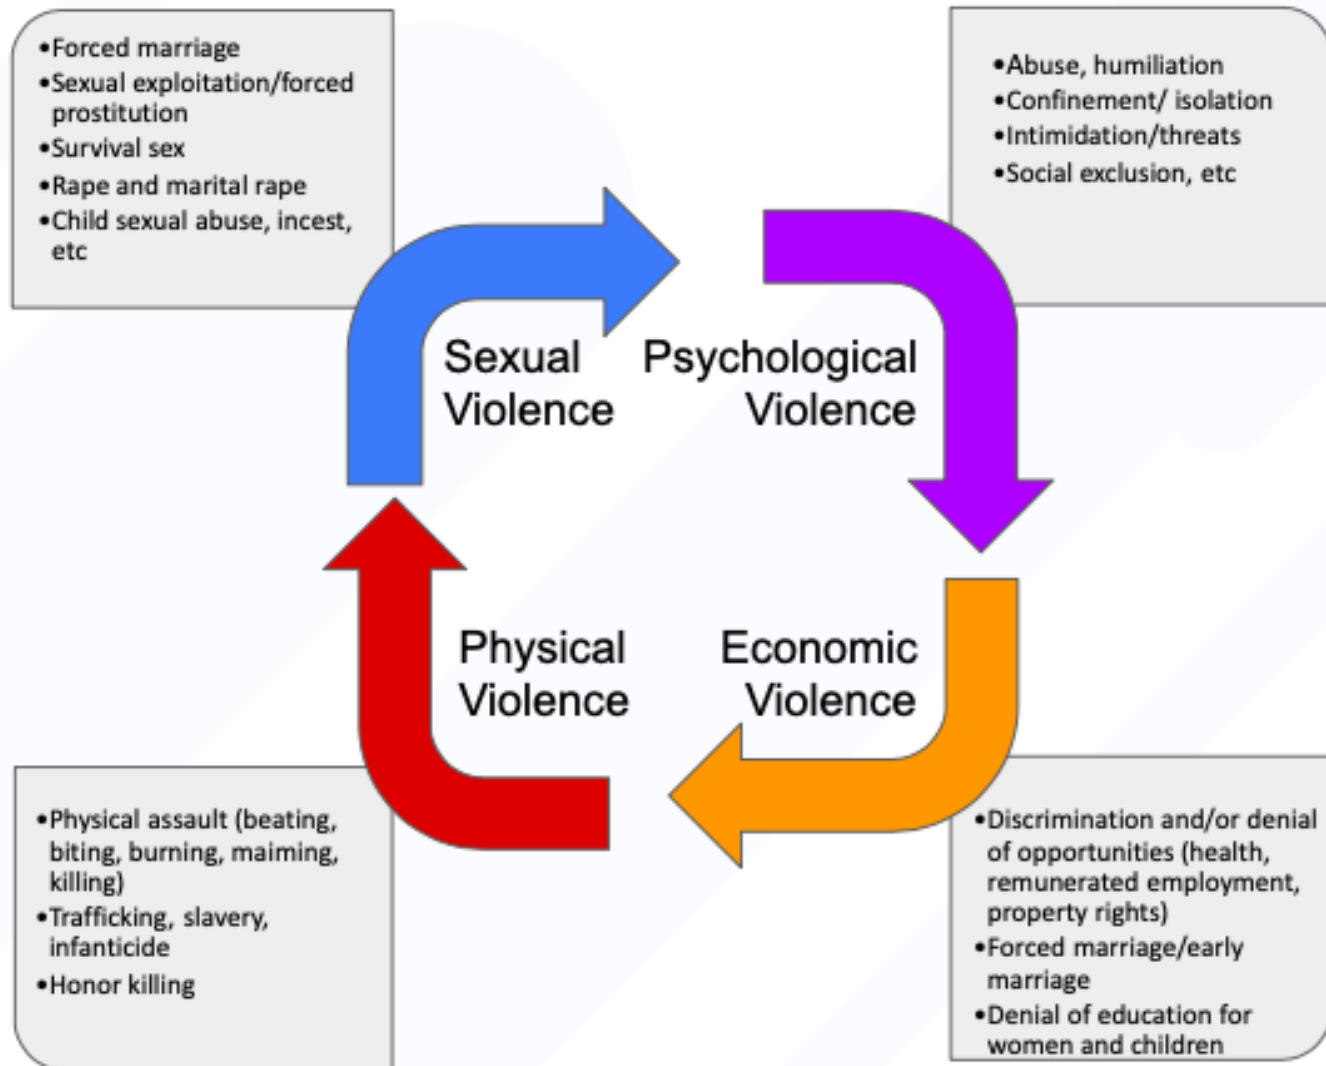 •Forced marriage
•Sexual exploitation/forced
prostitution
•Survival sex
•Rape and marital rape
•Child sexual abuse, incest,
etc
•Abuse, humiliation
•Confinement/ isolation
•Intimidation/threats
•Social exclusion, etc
Sexual
Violence
Psychological
Violence
Physical
Violence
Economic
Violence
•Physical assault (beating,
biting, burning, maiming,
killing)
•Trafficking, slavery,
infanticide
•Honor killing
•Discrimination and/or denial
of opportunities (health,
remunerated employment,
property rights)
•Forced marriage/early
marriage
•Denial of education for
women and children